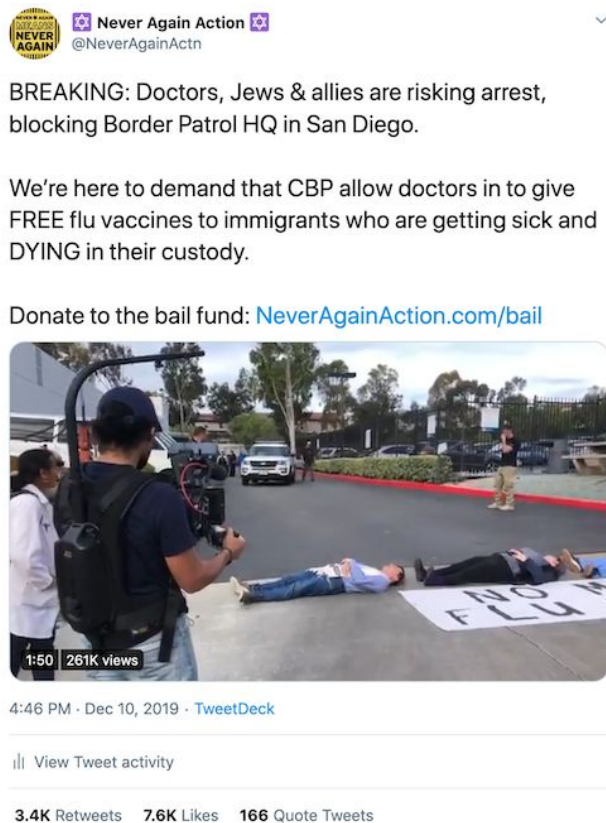 NEVER AGAIN
MEANS
NEVER
AGAIN
✡ Never Again Action ✡
@NeverAgainActn
BREAKING: Doctors, Jews & allies are risking arrest,
blocking Border Patrol HQ in San Diego.
We're here to demand that CBP allow doctors in to give
FREE flu vaccines to immigrants who are getting sick and
DYING in their custody.
Donate to the bail fund: NeverAgainAction.com/bail
NO
FLU
1:50 261K views
4:46 PM · Dec 10, 2019 · TweetDeck
View Tweet activity
3.4K Retweets 7.6K Likes 166 Quote Tweets